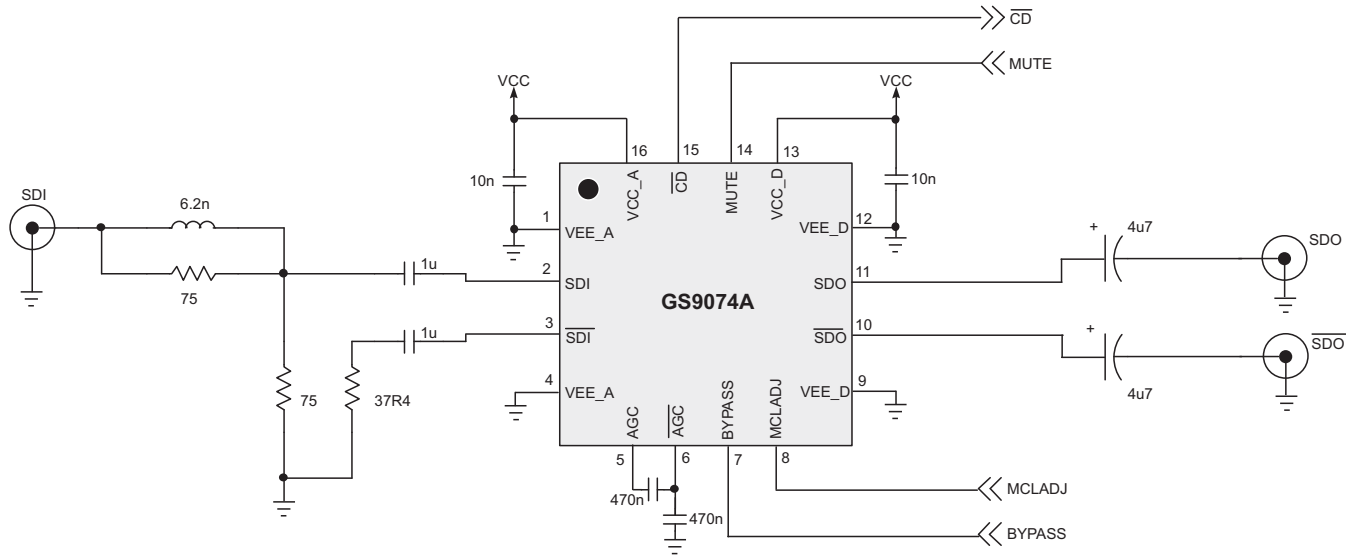 CD
MUTE
VCC
VCC
16
15
14
13
10n
VCC_A
CD
MUTE
VCC_D
10n
SDI
6.2n
1
VEE_A
VEE_D
12
+
4u7
SDO
75
1u
2
SDI
SDO
11
GS9074A
1u
3
SDI
SDO
10
+
4u7
SDO
75
37R4
4
VEE_A
VEE_D
9
AGC
AGC
BYPASS
MCLADJ
5
6
7
8
470n
470n
MCLADJ
BYPASS